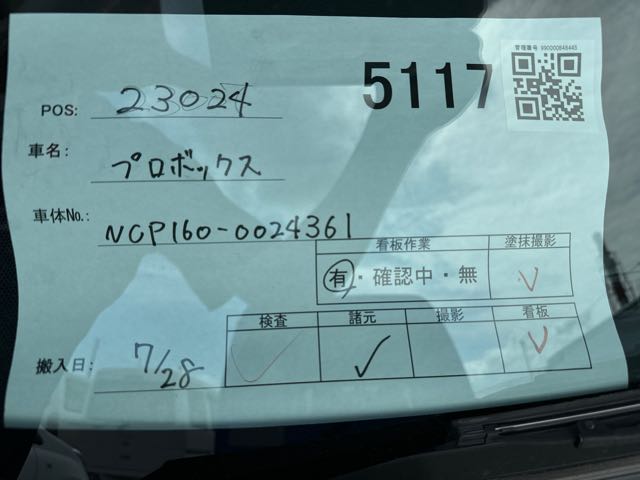 管理番号 990000848445
5117
POS: 23024
車名: プロボックス
車体No.: NCP160-0024361
看板作業 塗抹撮影
有・確認中・無 ✓
検査 諸元 撮影 看板
✓ ✓ ✓
搬入日: 7/28